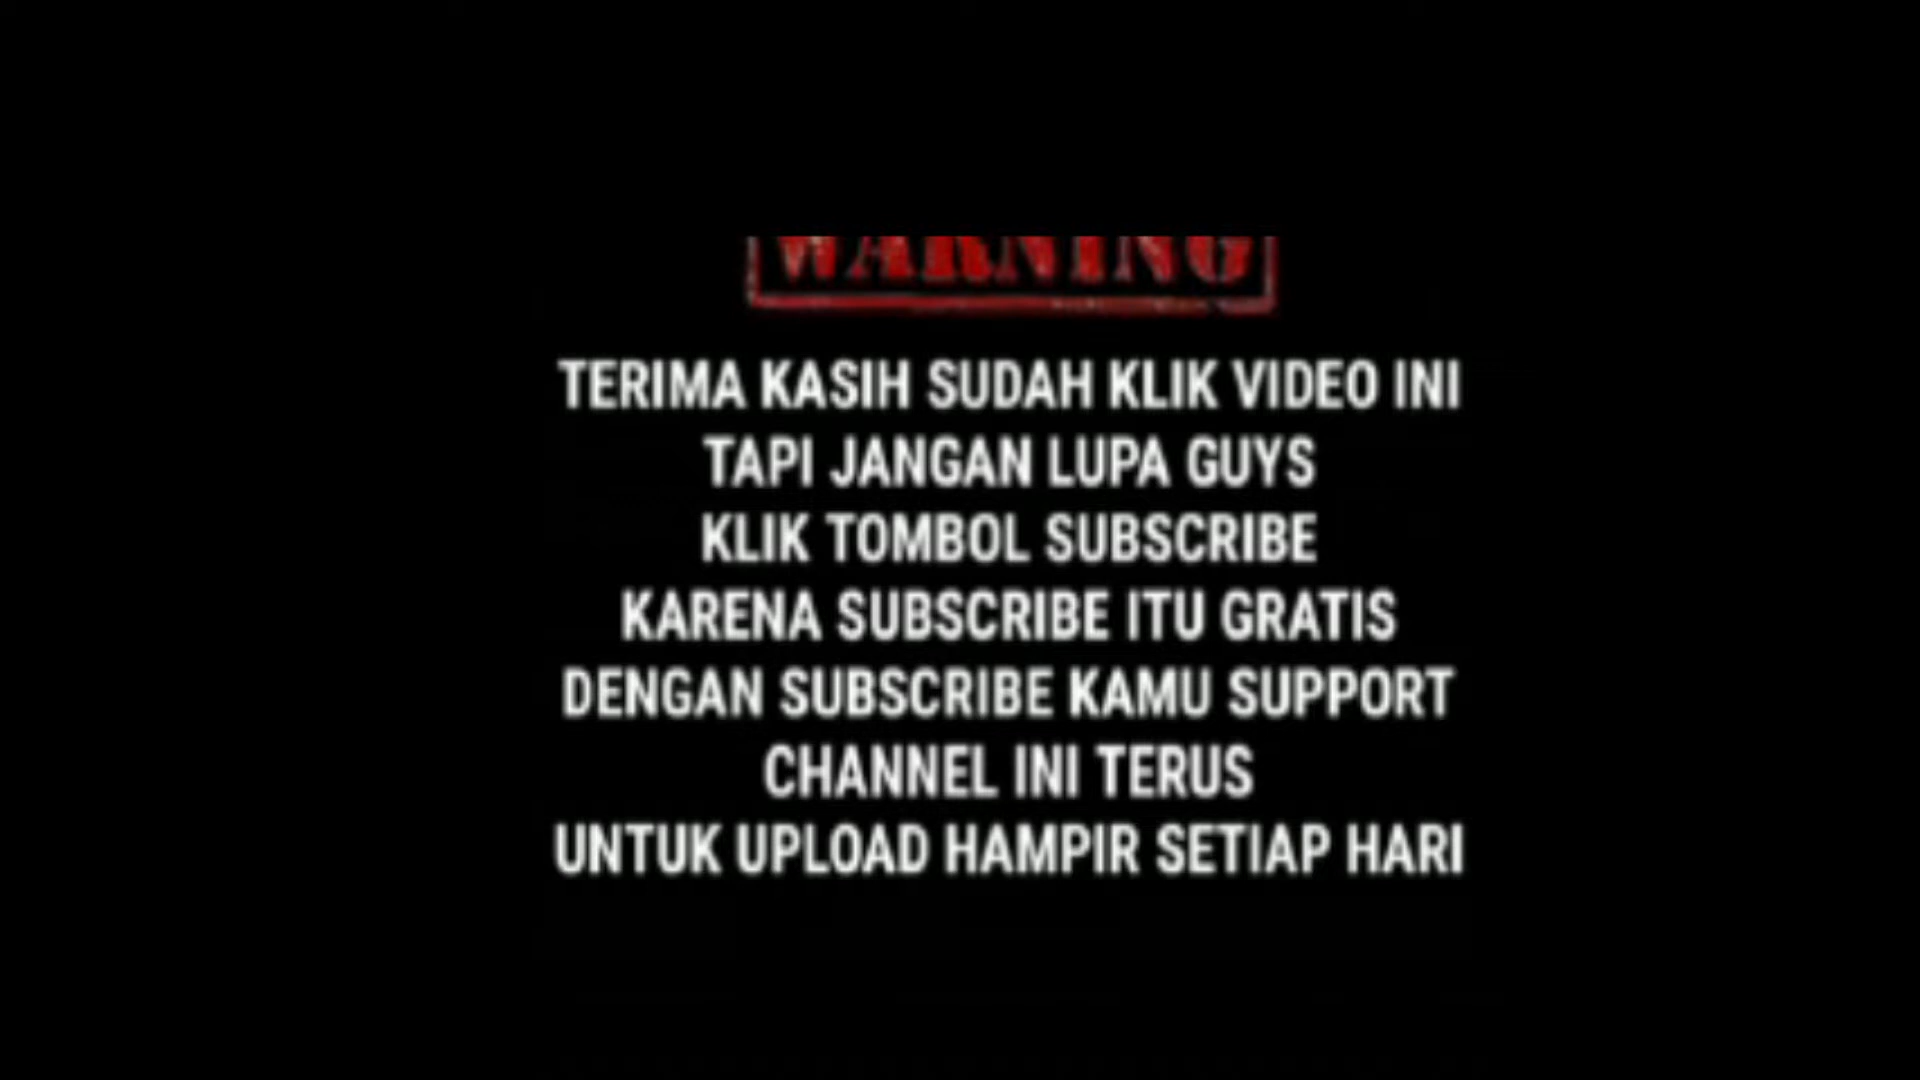 WARNING
TERIMA KASIH SUDAH KLIK VIDEO INI
TAPI JANGAN LUPA GUYS
KLIK TOMBOL SUBSCRIBE
KARENA SUBSCRIBE ITU GRATIS
DENGAN SUBSCRIBE KAMU SUPPORT
CHANNEL INI TERUS
UNTUK UPLOAD HAMPIR SETIAP HARI